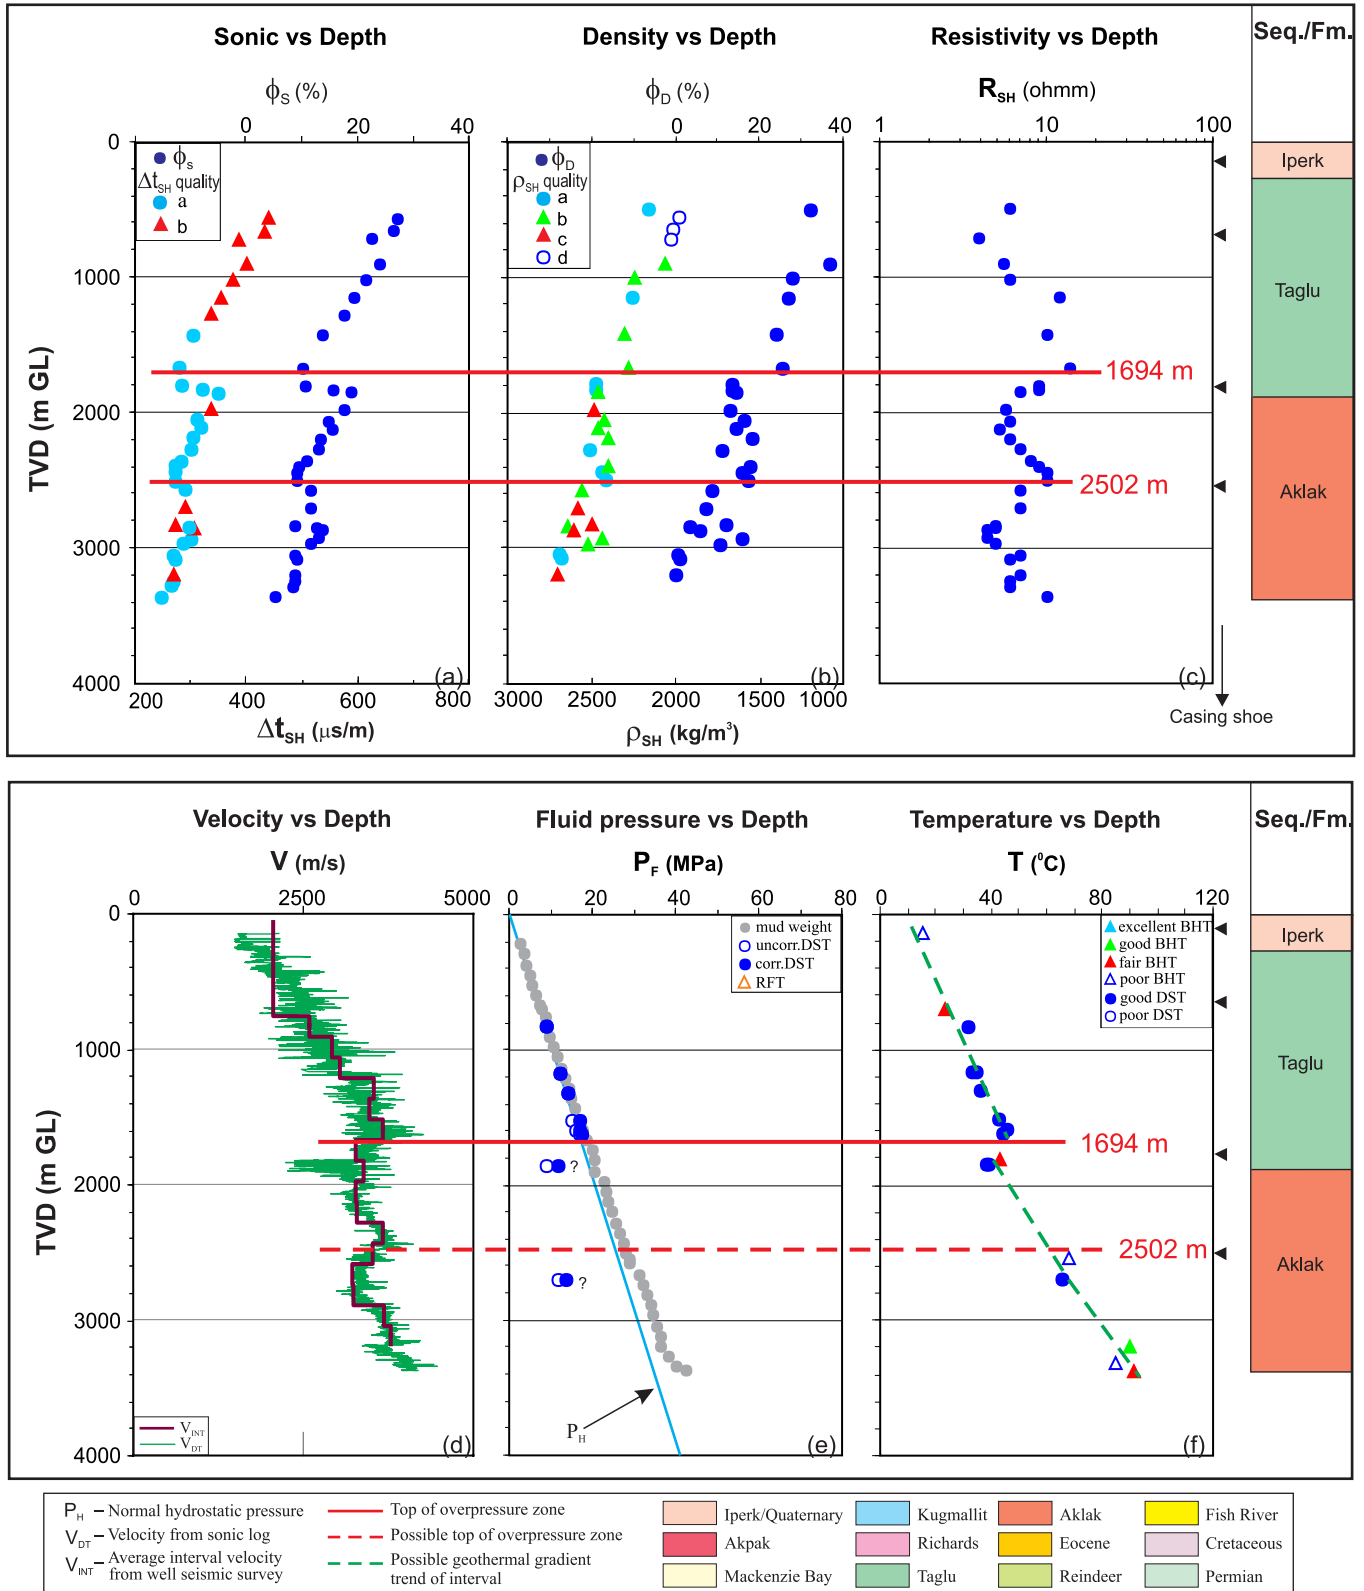 Sonic vs Depth
Density vs Depth
Resistivity vs Depth
Seq./Fm.
ϕS (%)
ϕD (%)
RSH (ohmm)
0 20 40
0 20 40
1 10 100
TVD (m GL)
0
1000
2000
3000
4000
ϕs
ΔtSH quality
a
b
ϕD
ρSH quality
a
b
c
d
1694 m
2502 m
(a)
(b)
(c)
200 400 600 800
3000 2500 2000 1500 1000
ΔtSH (μs/m)
ρSH (kg/m³)
Casing shoe
Iperk
Taglu
Aklak
Velocity vs Depth
Fluid pressure vs Depth
Temperature vs Depth
Seq./Fm.
V (m/s)
PF (MPa)
T (⁰C)
0 2500 5000
0 20 40 60 80
0 40 80 120
TVD (m GL)
0
1000
2000
3000
4000
mud weight
uncorr.DST
corr.DST
RFT
excellent BHT
good BHT
fair BHT
poor BHT
good DST
poor DST
1694 m
2502 m
?
?
PH
VINT
VDT
(d)
(e)
(f)
Iperk
Taglu
Aklak
PH – Normal hydrostatic pressure
VDT – Velocity from sonic log
VINT – Average interval velocity
from well seismic survey
Top of overpressure zone
Possible top of overpressure zone
Possible geothermal gradient
trend of interval
Iperk/Quaternary
Kugmallit
Aklak
Fish River
Akpak
Richards
Eocene
Cretaceous
Mackenzie Bay
Taglu
Reindeer
Permian